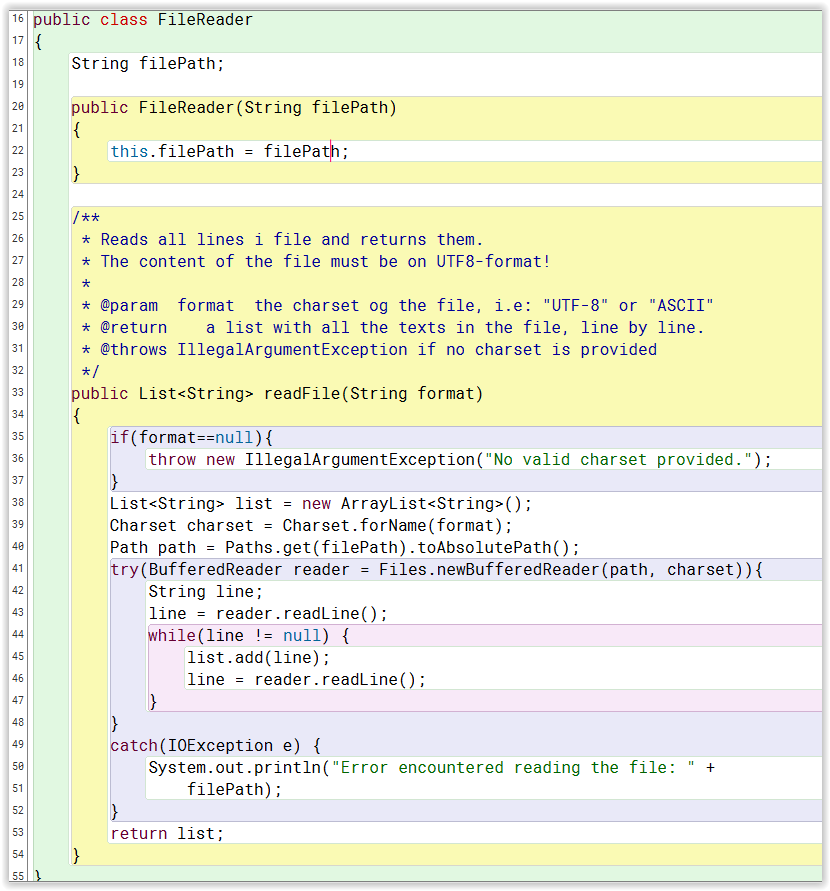 16 public class FileReader
17 {
18     String filePath;
19
20     public FileReader(String filePath)
21     {
22         this.filePath = filePath;
23     }
24
25     /**
26      * Reads all lines i file and returns them.
27      * The content of the file must be on UTF8-format!
28      *
29      * @param  format  the charset og the file, i.e: "UTF-8" or "ASCII"
30      * @return    a list with all the texts in the file, line by line.
31      * @throws IllegalArgumentException if no charset is provided
32      */
33     public List<String> readFile(String format)
34     {
35         if(format==null){
36             throw new IllegalArgumentException("No valid charset provided.");
37         }
38         List<String> list = new ArrayList<String>();
39         Charset charset = Charset.forName(format);
40         Path path = Paths.get(filePath).toAbsolutePath();
41         try(BufferedReader reader = Files.newBufferedReader(path, charset)){
42             String line;
43             line = reader.readLine();
44             while(line != null) {
45                 list.add(line);
46                 line = reader.readLine();
47             }
48         }
49         catch(IOException e) {
50             System.out.println("Error encountered reading the file: " +
51                 filePath);
52         }
53         return list;
54     }
55 }